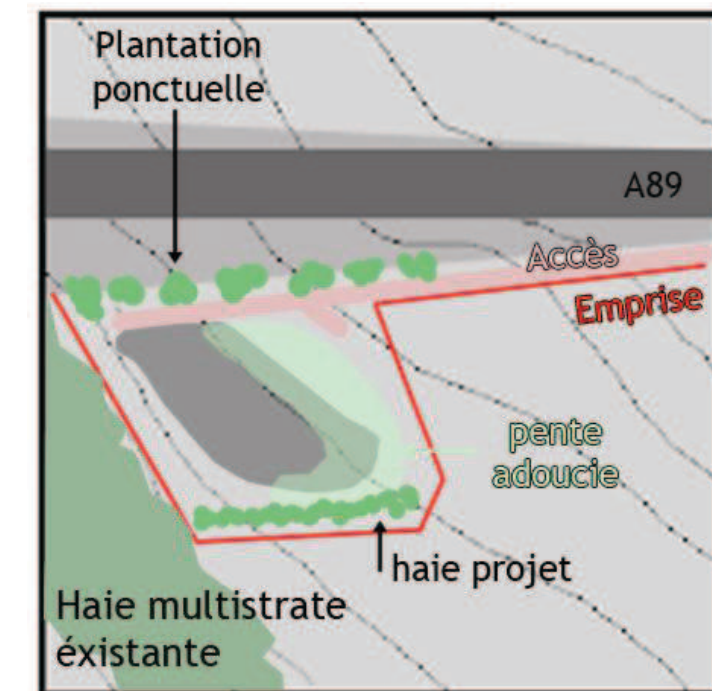 Plantation
ponctuelle
A89
Accès
Emprise
pente
adoucie
haie projet
Haie multistrate
éxistante